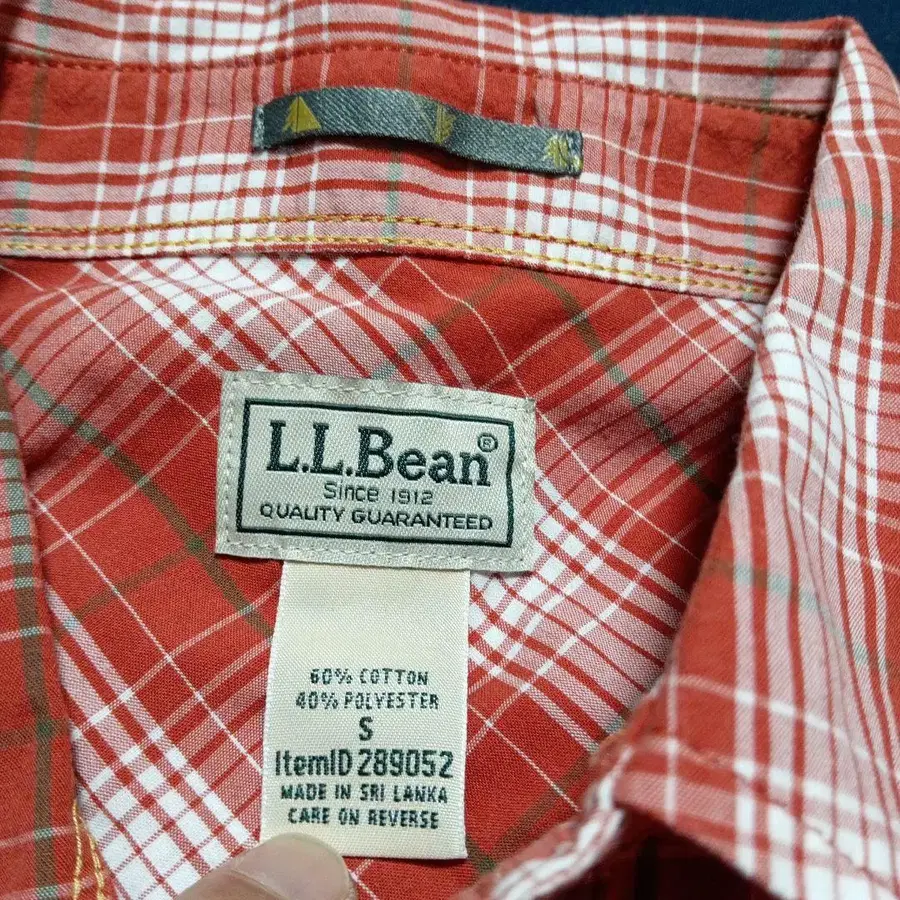 L.L.Bean®
Since 1912
QUALITY GUARANTEED
60% COTTON
40% POLYESTER
S
ItemID 289052
MADE IN SRI LANKA
CARE ON REVERSE